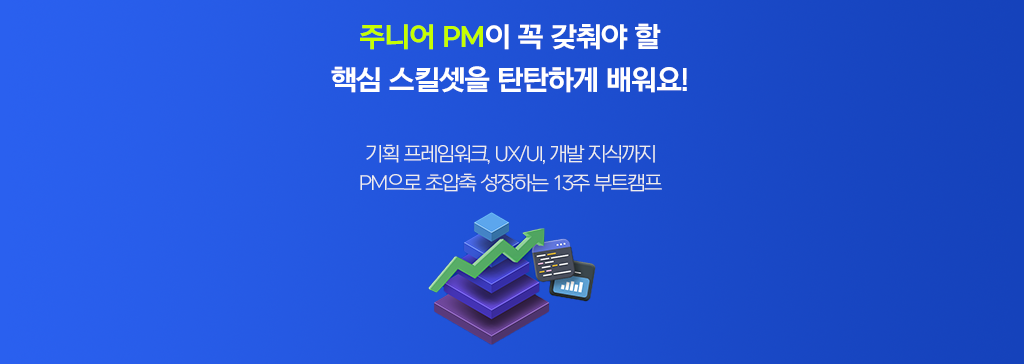 주니어 PM이 꼭 갖춰야 할
핵심 스킬셋을 탄탄하게 배워요!
기획 프레임워크, UX/UI, 개발 지식까지
PM으로 초압축 성장하는 13주 부트캠프